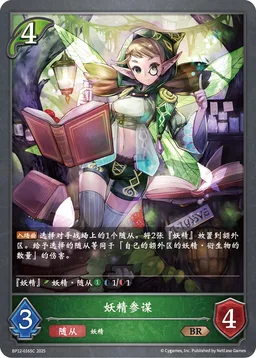 4
入场曲 选择对手战场上的1个随从。将2张『妖精』放置到额外
区。给予选择的随从等同于「自己的额外区的妖精・衍生物的
数量」的伤害。
『妖精』/妖精・随从 1/1
妖精参谋
3
随从
妖精
BR
4
© Cygames, Inc. Published by NetEase Games